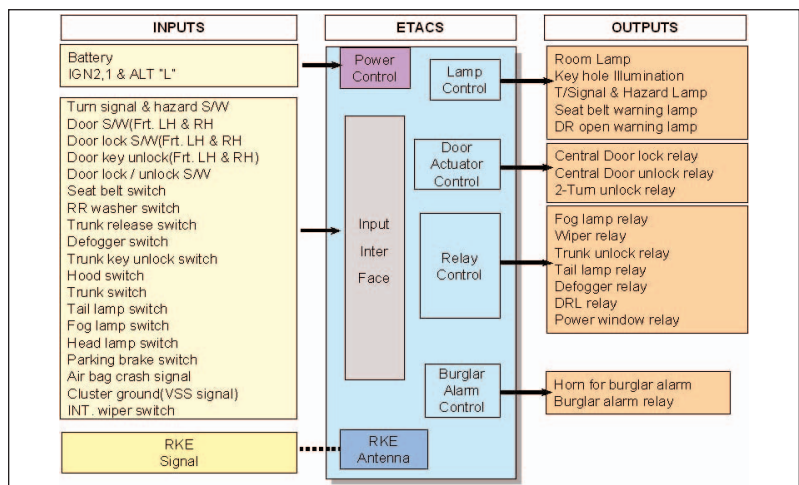 INPUTS
ETACS
OUTPUTS
Battery
IGN2,1 & ALT "L"
Turn signal & hazard S/W
Door S/W(Frt. LH & RH
Door lock S/W(Frt. LH & RH
Door key unlock(Frt. LH & RH)
Door lock / unlock S/W
Seat belt switch
RR washer switch
Trunk release switch
Defogger switch
Trunk key unlock switch
Hood switch
Trunk switch
Tail lamp switch
Fog lamp switch
Head lamp switch
Parking brake switch
Air bag crash signal
Cluster ground(VSS signal)
INT. wiper switch
RKE
Signal
Power
Control
Input
Inter
Face
RKE
Antenna
Lamp
Control
Door
Actuator
Control
Relay
Control
Burglar
Alarm
Control
Room Lamp
Key hole Illumination
T/Signal & Hazard Lamp
Seat belt warning lamp
DR open warning lamp
Central Door lock relay
Central Door unlock relay
2-Turn unlock relay
Fog lamp relay
Wiper relay
Trunk unlock relay
Tail lamp relay
Defogger relay
DRL relay
Power window relay
Horn for burglar alarm
Burglar alarm relay